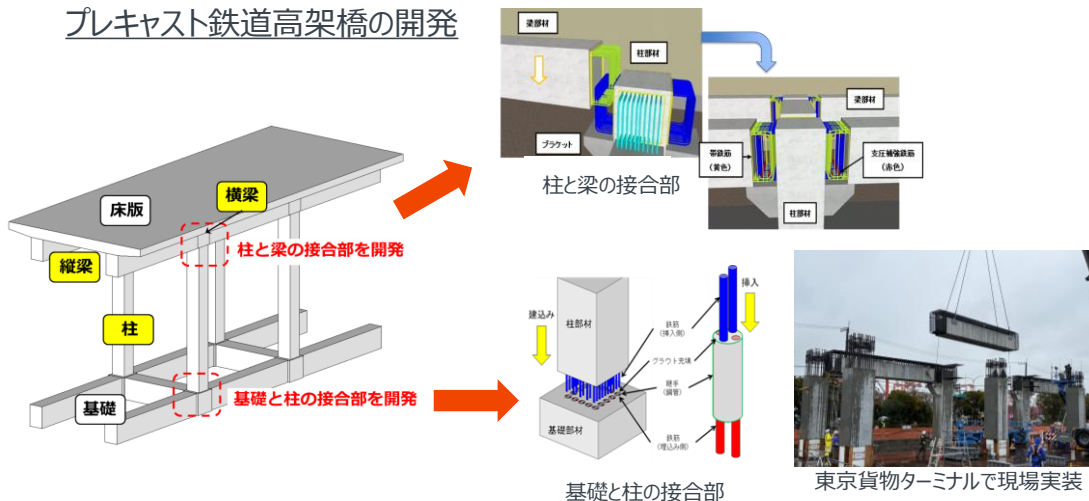 プレキャスト鉄道高架橋の開発
梁部材
柱部材
ブラケット
柱と梁の接合部
梁部材
帯鉄筋
(黄色)
支圧補強鉄筋
(赤色)
柱部材
床版
横梁
柱と梁の接合部を開発
縦梁
柱
基礎
基礎と柱の接合部を開発
建込み
柱部材
基礎部材
挿入
鉄筋
(挿入側)
グラウト充填
継手
(鋼管)
鉄筋
(埋込み側)
基礎と柱の接合部
東京貨物ターミナルで現場実装